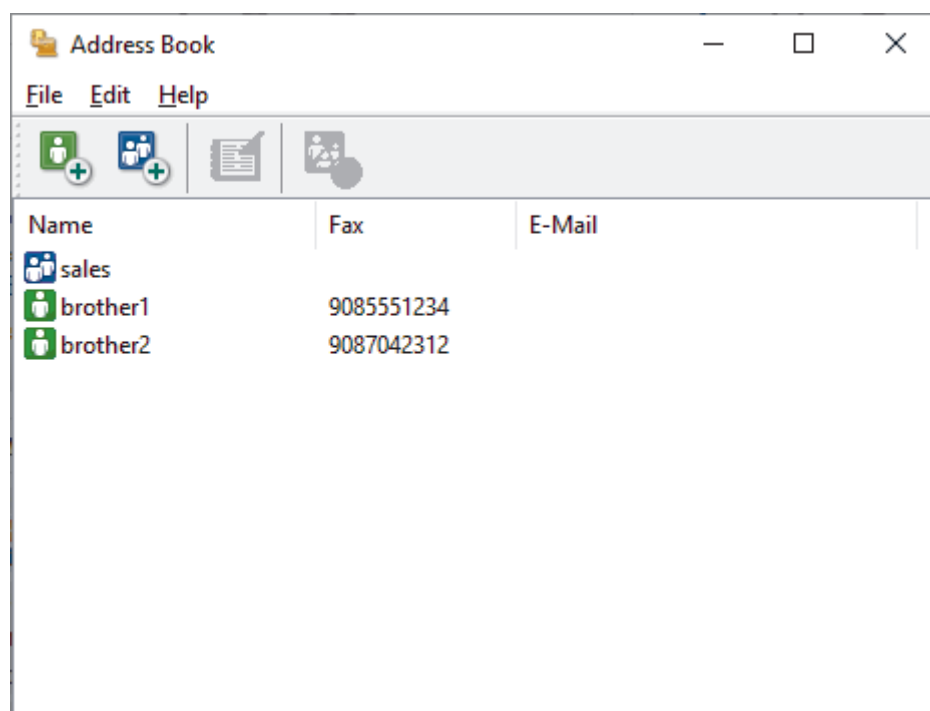 Address Book
File Edit Help
Name Fax E-Mail
sales
brother1 9085551234
brother2 9087042312